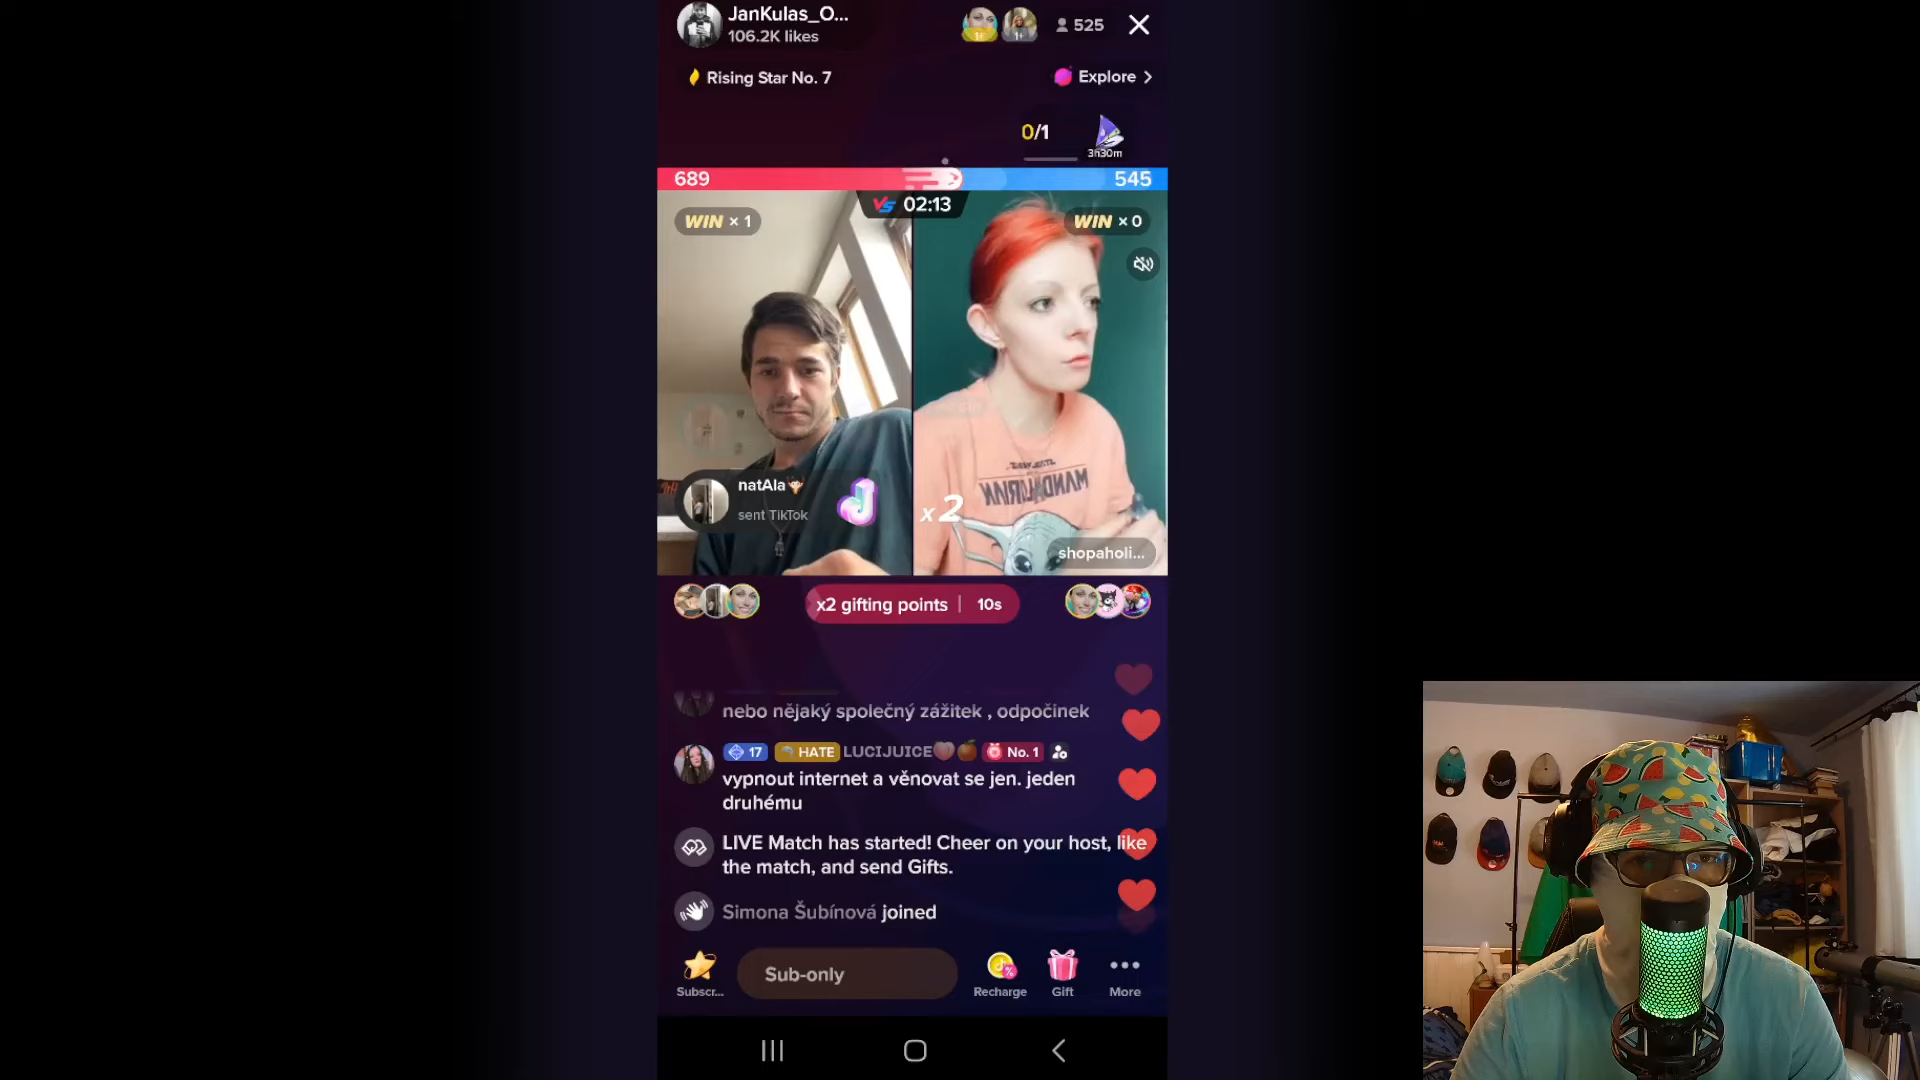 JanKulas_O...
106.2K likes
525
Rising Star No. 7
Explore
0/1
3h30m
689
545
VS 02:13
WIN × 1
WIN × 0
natAla
sent TikTok
x2
shopaholi...
x2 gifting points | 10s
nebo nějaký společný zážitek , odpočinek
17 HATE LUCIJUICE No. 1
vypnout internet a věnovat se jen. jeden
druhému
LIVE Match has started! Cheer on your host, like
the match, and send Gifts.
Simona Šubínová joined
Sub-only
Subscr...
Recharge
Gift
More